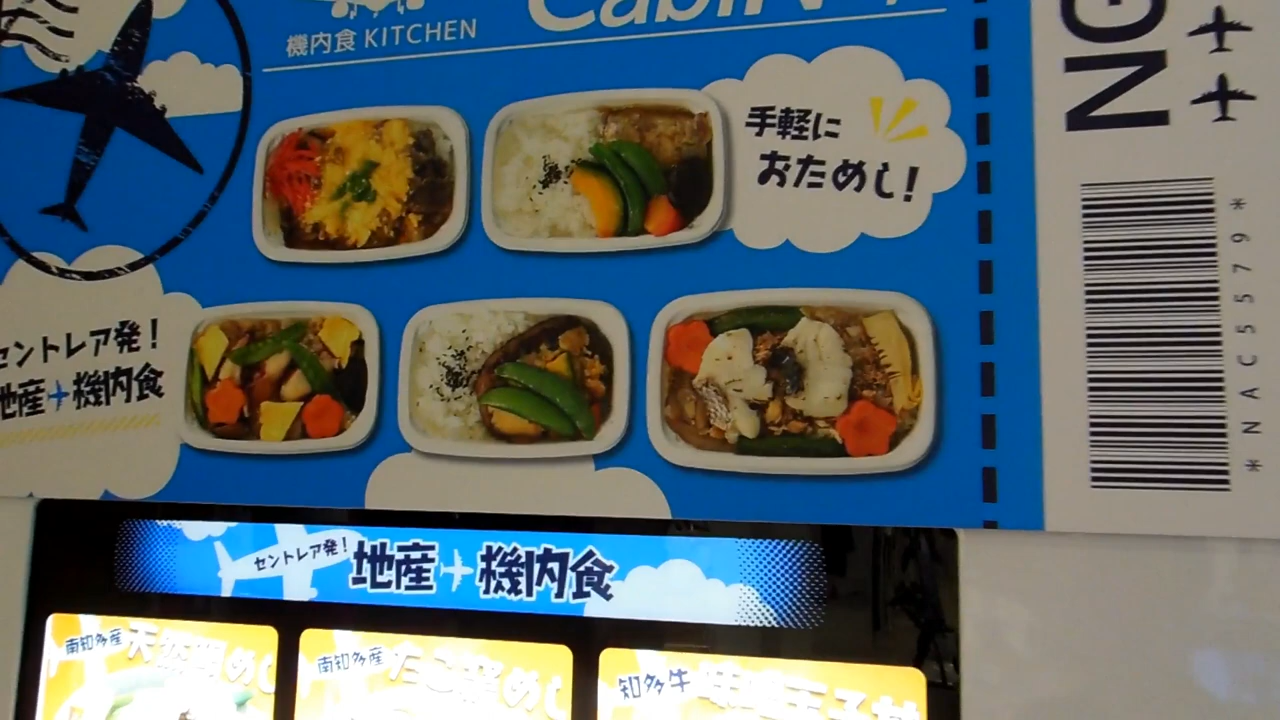 機内食 KITCHEN
手軽に
おためし!
セントレア発!
地産 機内食
*NAC5579*
セントレア発!
地産 機内食
南知多産
南知多産
知多牛